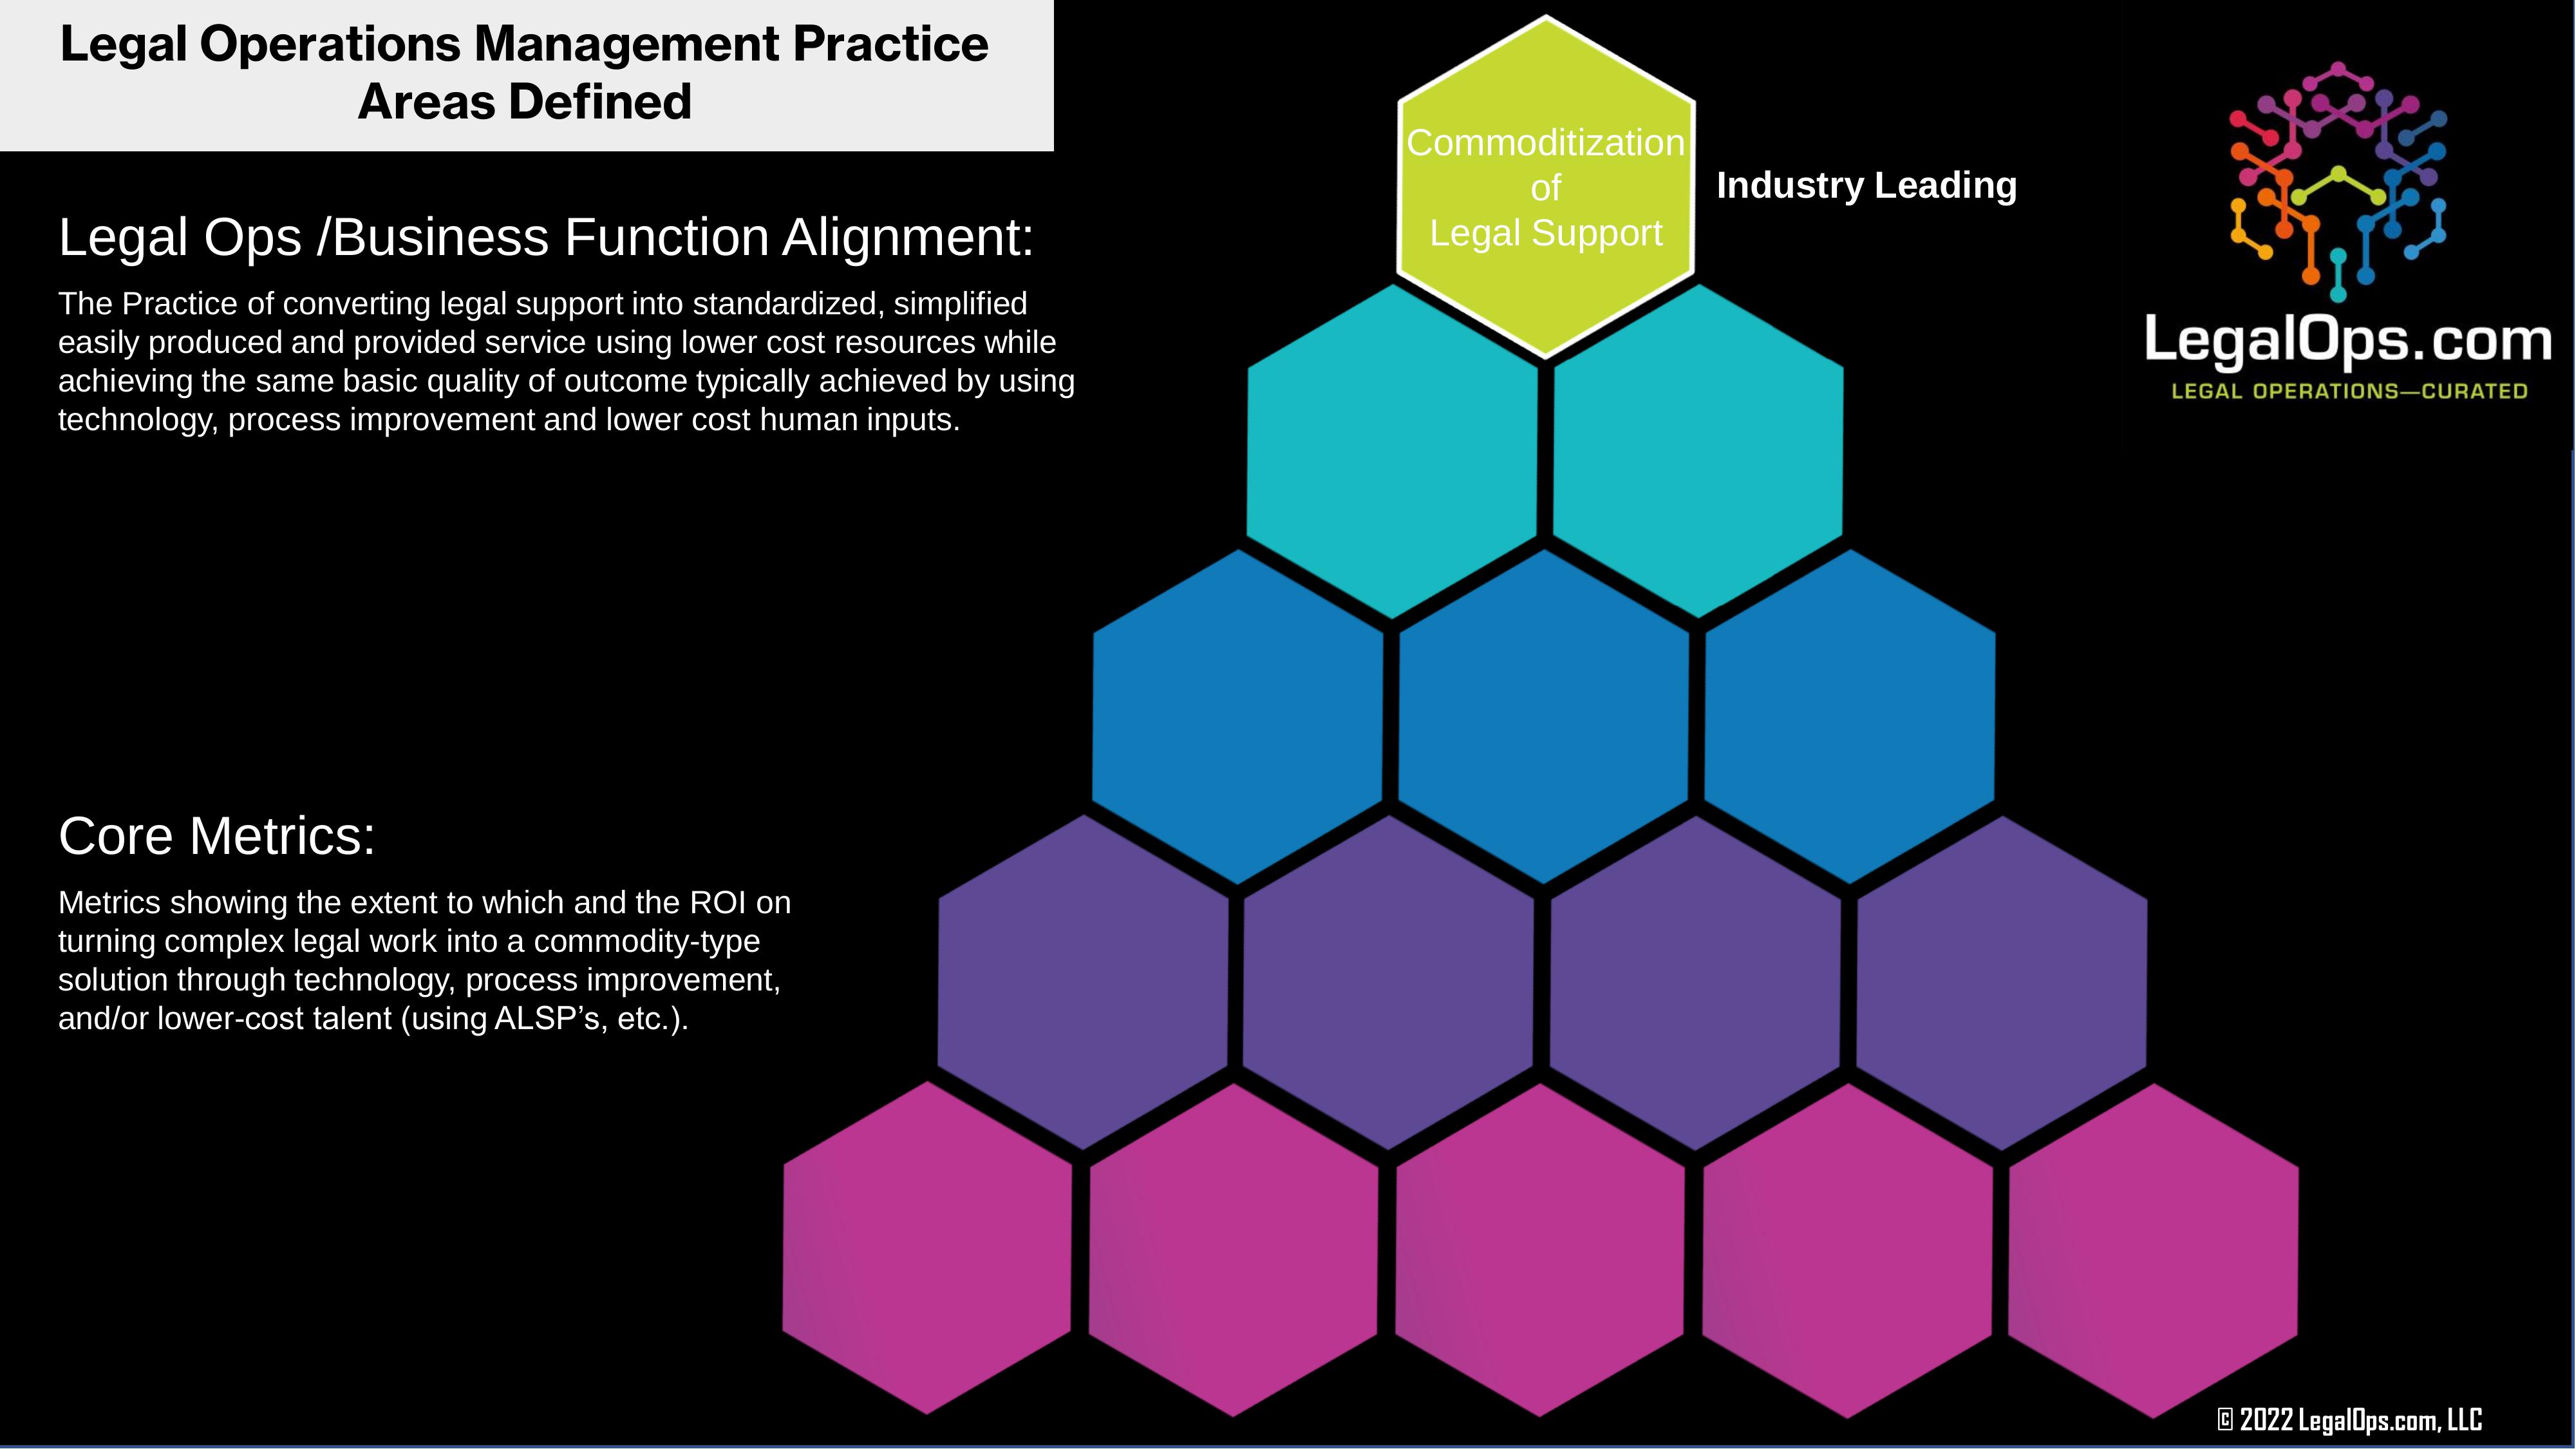 Legal Operations Management Practice
Areas Defined
Commoditization
of
Legal Support
Industry Leading
LegalOps.com
LEGAL OPERATIONS—CURATED
Legal Ops /Business Function Alignment:
The Practice of converting legal support into standardized, simplified
easily produced and provided service using lower cost resources while
achieving the same basic quality of outcome typically achieved by using
technology, process improvement and lower cost human inputs.
Core Metrics:
Metrics showing the extent to which and the ROI on
turning complex legal work into a commodity-type
solution through technology, process improvement,
and/or lower-cost talent (using ALSP’s, etc.).
© 2022 LegalOps.com, LLC